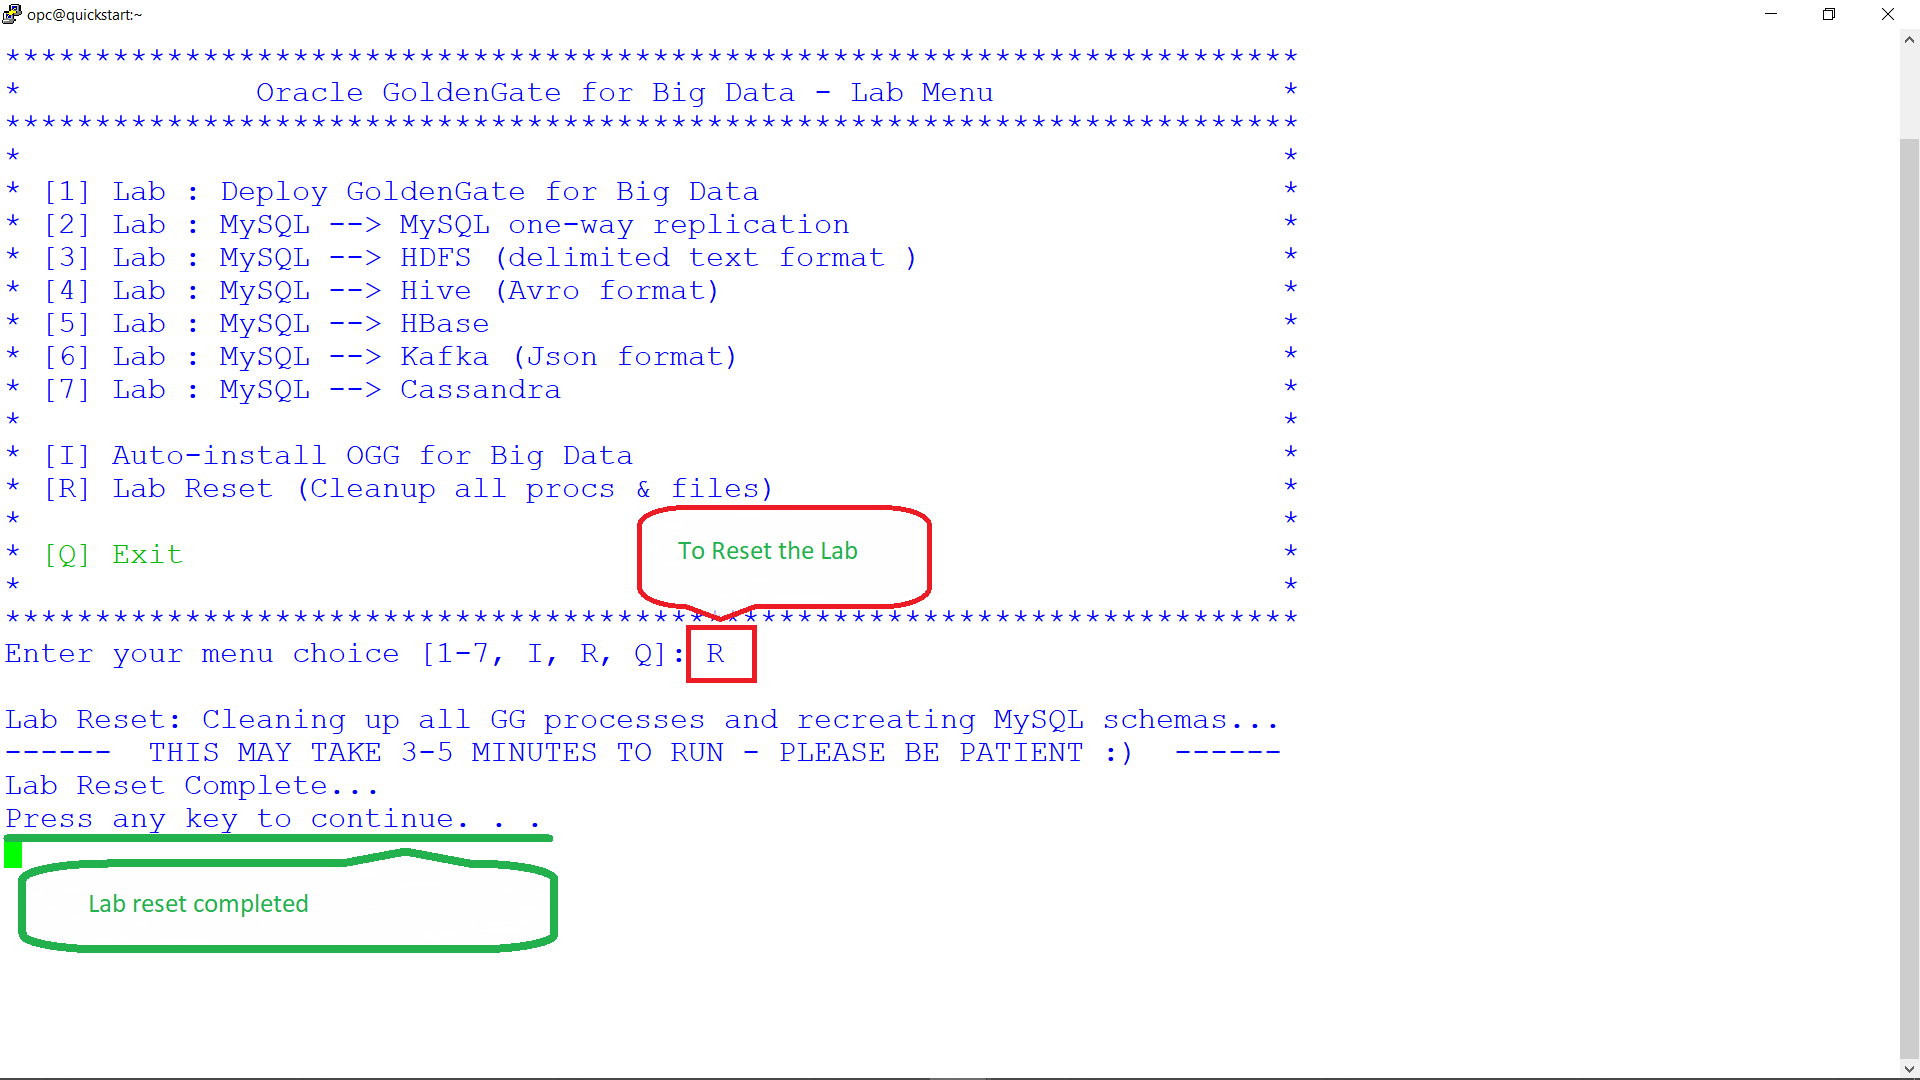 opc@quickstart:~
************************************************************************
* Oracle GoldenGate for Big Data - Lab Menu *
************************************************************************
* *
* [1] Lab : Deploy GoldenGate for Big Data *
* [2] Lab : MySQL --> MySQL one-way replication *
* [3] Lab : MySQL --> HDFS (delimited text format ) *
* [4] Lab : MySQL --> Hive (Avro format) *
* [5] Lab : MySQL --> HBase *
* [6] Lab : MySQL --> Kafka (Json format) *
* [7] Lab : MySQL --> Cassandra *
* *
* [I] Auto-install OGG for Big Data *
* [R] Lab Reset (Cleanup all procs & files) *
* *
* [Q] Exit *
To Reset the Lab
* *
************************************************************************
Enter your menu choice [1-7, I, R, Q]: R
Lab Reset: Cleaning up all GG processes and recreating MySQL schemas...
------ THIS MAY TAKE 3-5 MINUTES TO RUN - PLEASE BE PATIENT :) ------
Lab Reset Complete...
Press any key to continue. . .
Lab reset completed